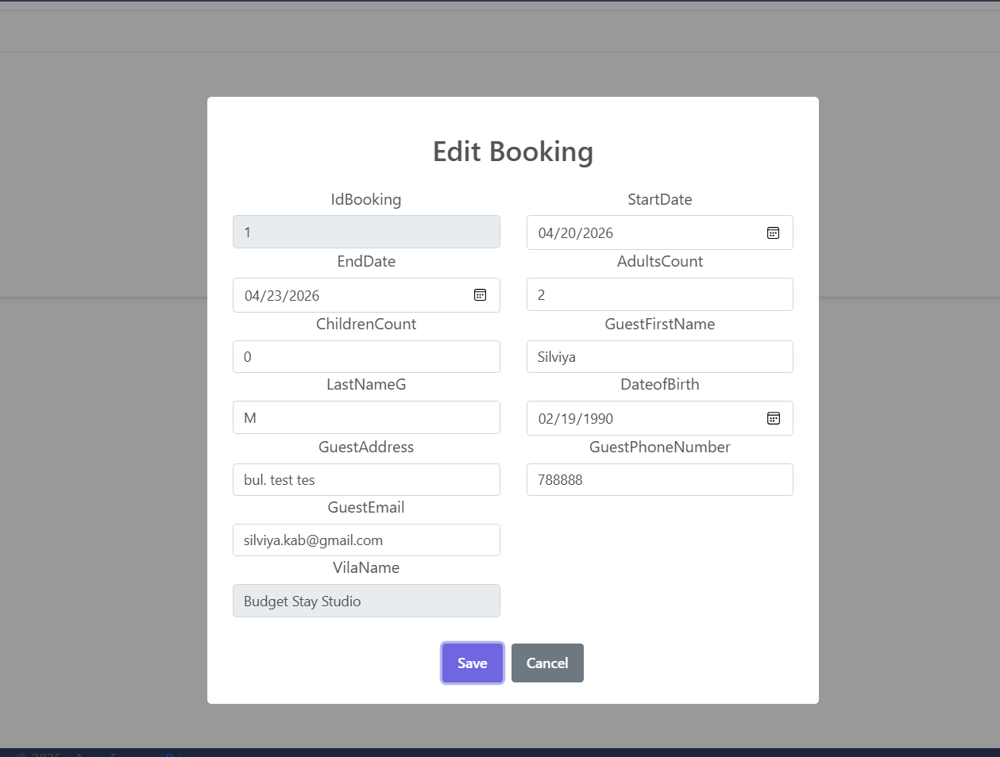 Edit Booking
IdBooking
1
StartDate
04/20/2026
EndDate
04/23/2026
AdultsCount
2
ChildrenCount
0
GuestFirstName
Silviya
LastNameG
M
DateofBirth
02/19/1990
GuestAddress
bul. test tes
GuestPhoneNumber
788888
GuestEmail
silviya.kab@gmail.com
VilaName
Budget Stay Studio
Save Cancel